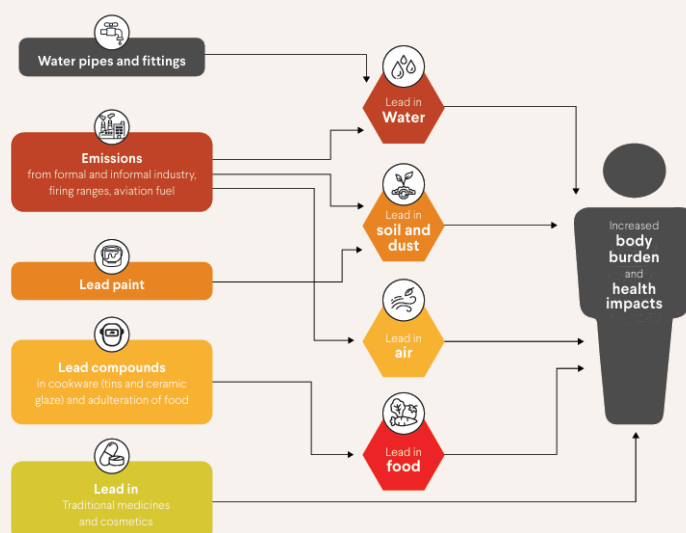 Water pipes and fittings
Emissions
from formal and informal industry,
firing ranges, aviation fuel
Lead paint
Lead compounds
in cookware (tins and ceramic
glaze) and adulteration of food
Lead in
Traditional medicines
and cosmetics
Lead in
Water
Lead in
soil and
dust
Lead in
air
Lead in
food
Increased
body
burden
and
health
impacts